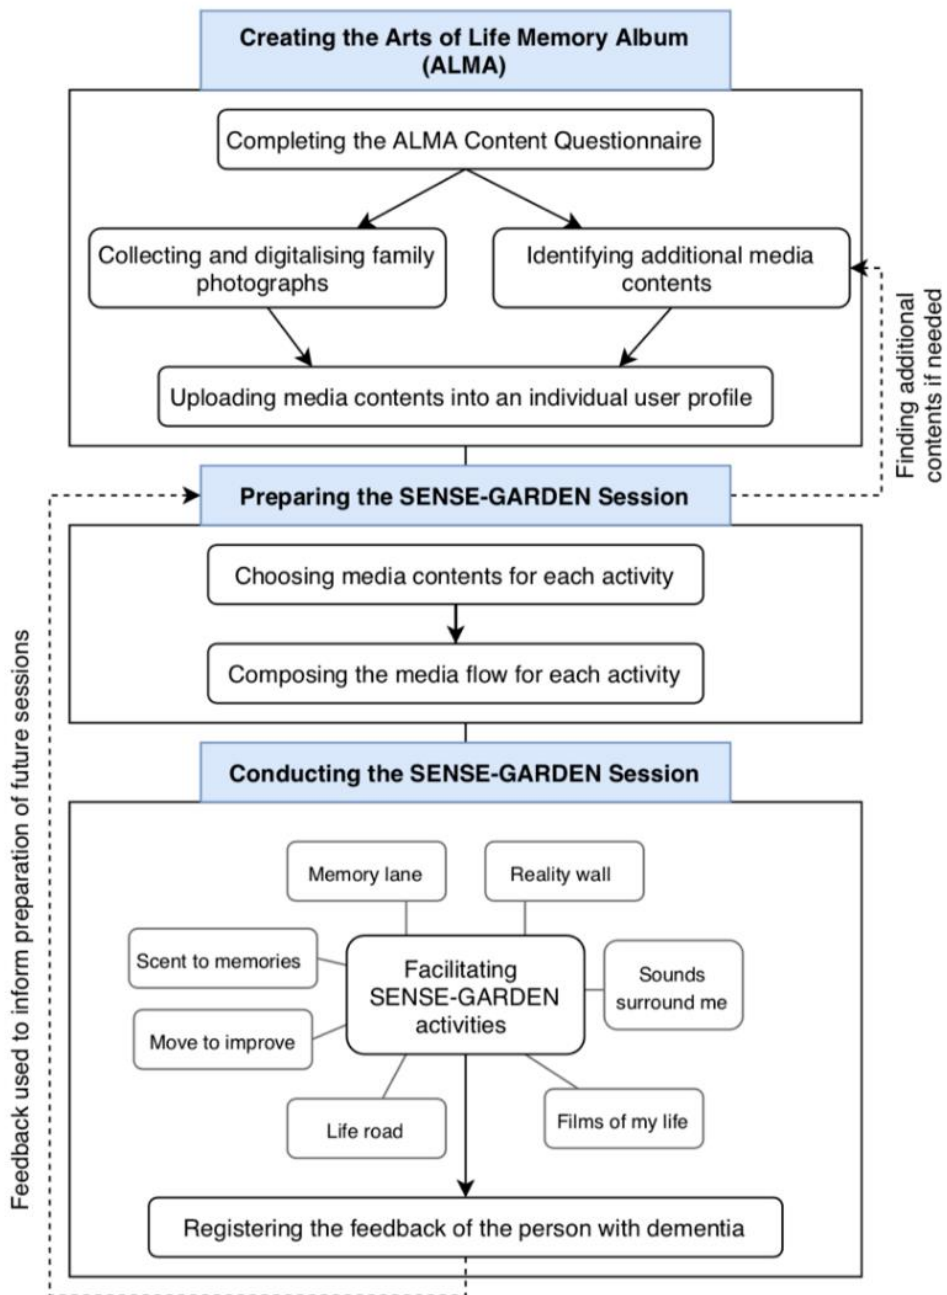 Creating the Arts of Life Memory Album
(ALMA)
Completing the ALMA Content Questionnaire
Collecting and digitalising family
photographs
Identifying additional media
contents
Uploading media contents into an individual user profile
Finding additional
contents if needed
Preparing the SENSE-GARDEN Session
Choosing media contents for each activity
Composing the media flow for each activity
Feedback used to inform preparation of future sessions
Conducting the SENSE-GARDEN Session
Memory lane
Reality wall
Scent to memories
Facilitating
SENSE-GARDEN
activities
Sounds
surround me
Move to improve
Life road
Films of my life
Registering the feedback of the person with dementia